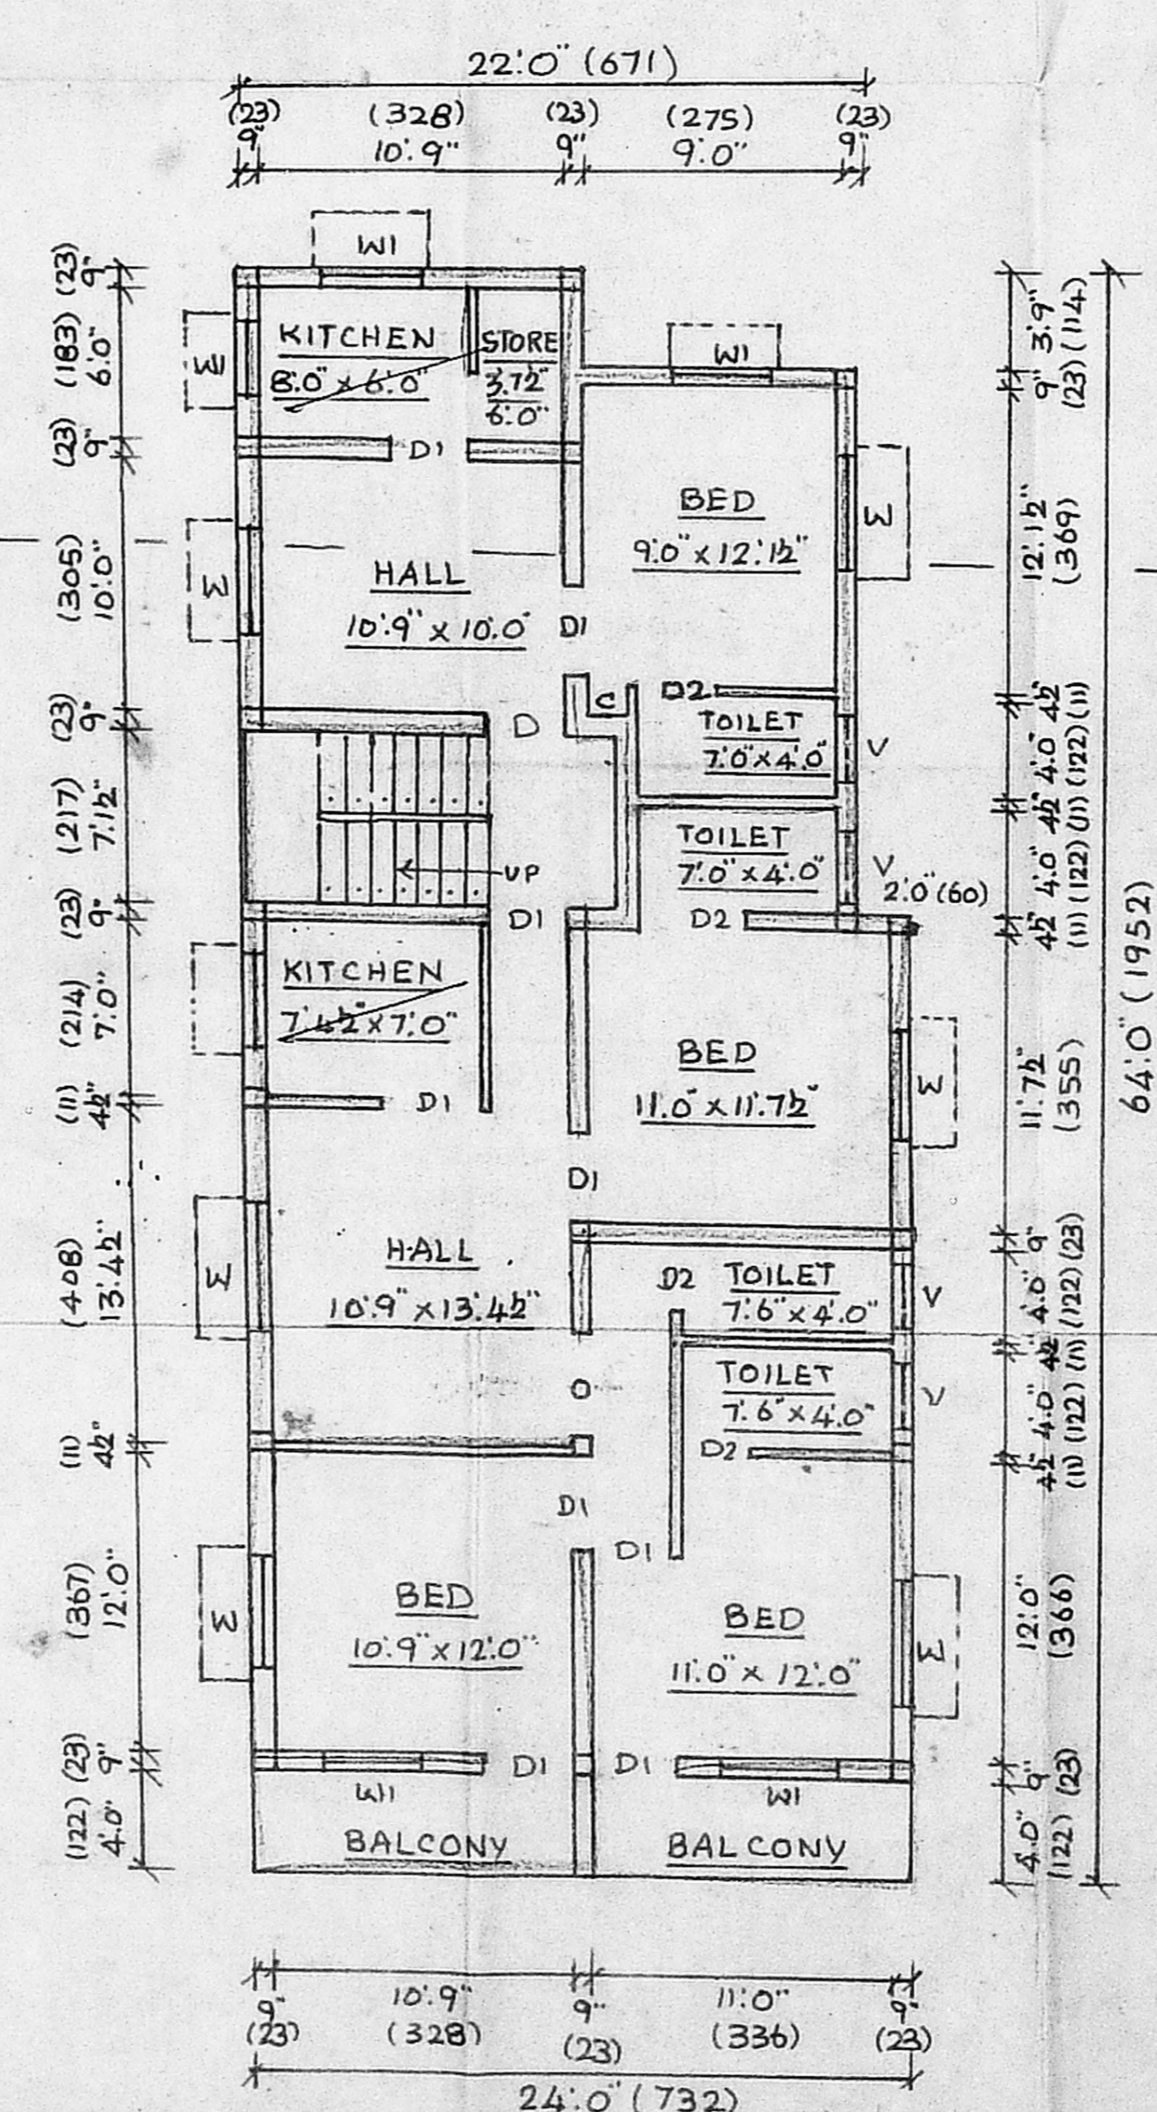 22'.0" (671)
(23) (328) (23) (275) (23)
9" 10'.9" 9" 9'.0" 9"
W1
(23) 9"
(183) 6'.0"
(23) 9"
(305) 10'.0"
(23) 9"
(217) 7'.1½"
(23) 9"
(214) 7'.0"
(11) 4½"
(408) 13'.4½"
(11) 4½"
(367) 12'.0"
(23) 9"
(122) 4'.0"
W
KITCHEN
8'.0" x 6'.0"
STORE
6'.0"
W1
D1
BED
9'.0" x 12'.1½"
W
W
HALL
10'.9" x 10'.0"
D1
C
D2
TOILET
7'.0" x 4'.0"
V
D
UP
TOILET
7'.0" x 4'.0"
V
2'.0" (60)
D1
D2
KITCHEN
7'.4½" x 7'.0"
D1
BED
11'.0" x 11'.7½"
W
D1
HALL
10'.9" x 13'.4½"
W
D2 TOILET
7'.6" x 4'.0"
V
O
TOILET
7'.6" x 4'.0"
V
D2
D1
D1
BED
10'.9" x 12'.0"
W
BED
11'.0" x 12'.0"
W
D1 D1
W1 W1
BALCONY BALCONY
3'.9" (114)
9" (23)
12'.1½" (369)
4½" (11)
4'.0" (122)
4½" (11)
4'.0" (122)
4½" (11)
11'.7½" (355)
9" (23)
4'.0" (122)
4½" (11)
4'.0" (122)
4½" (11)
12'.0" (366)
9" (23)
4'.0" (122)
64'.0" (1952)
9" 10'.9" 9" 11'.0" 9"
(23) (328) (23) (336) (23)
24'.0" (732)